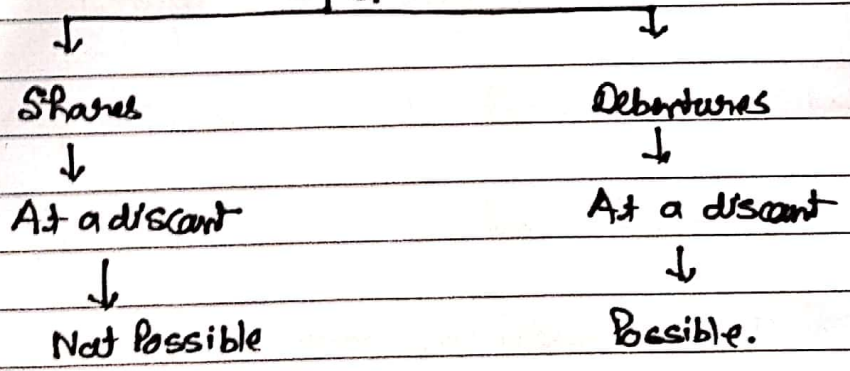 Shares Debentures
At a discount At a discount
Not Possible Possible.